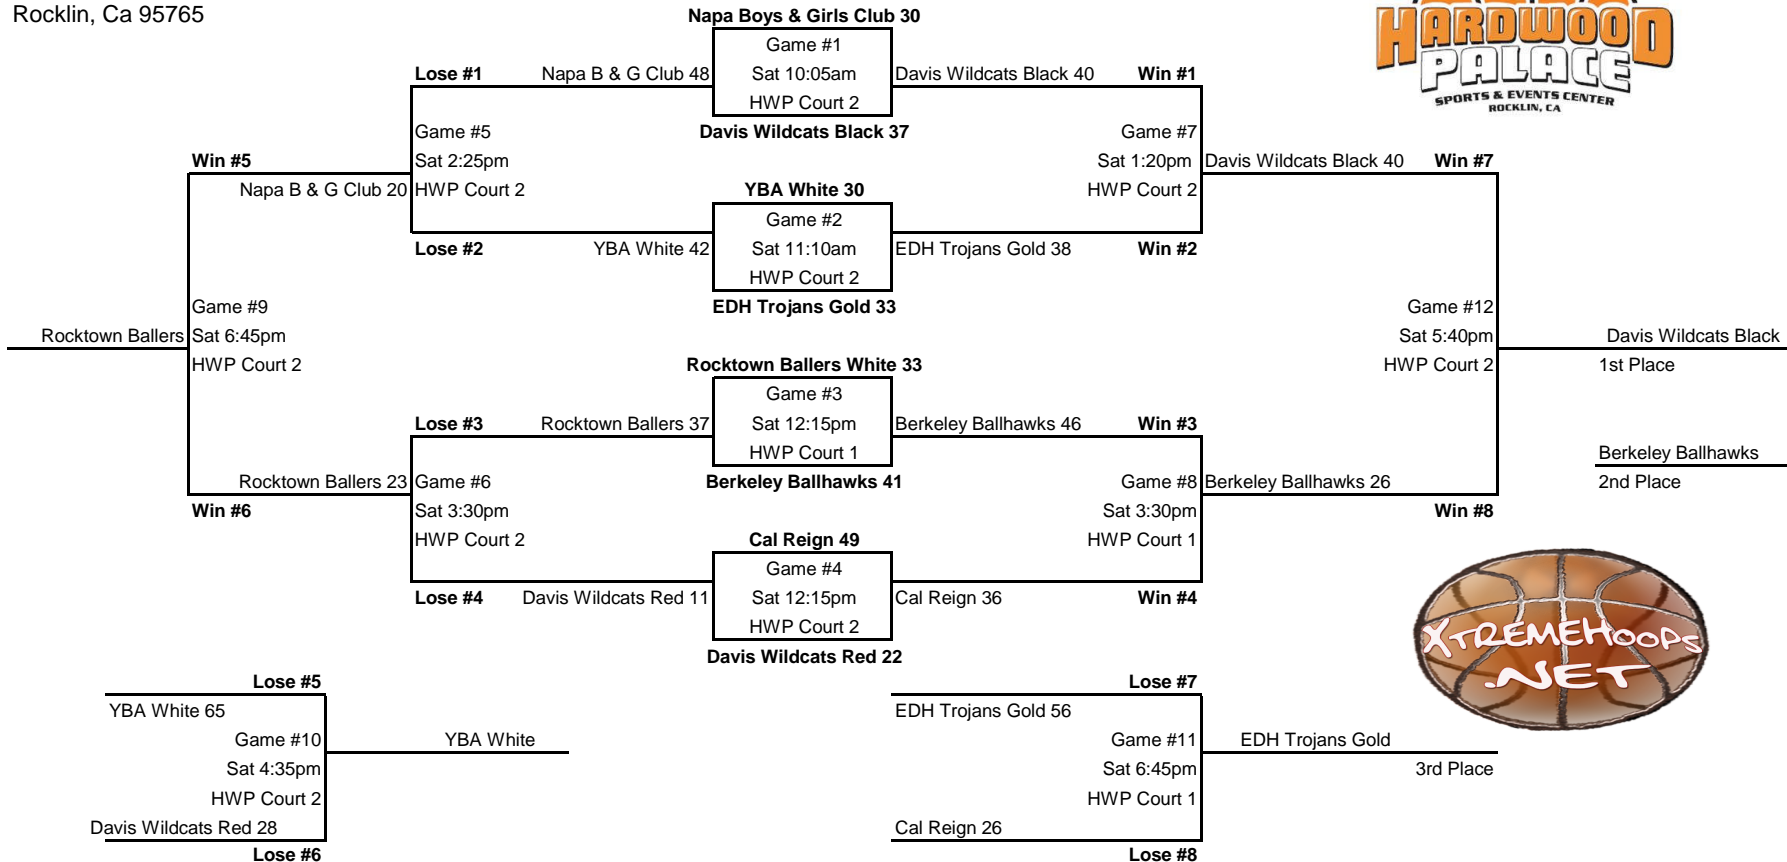 Rocklin, Ca 95765
HARDWOOD
PALACE
SPORTS & EVENTS CENTER
ROCKLIN, CA
Napa Boys & Girls Club 30
Game #1
Lose #1 Napa B & G Club 48 Sat 10:05am Davis Wildcats Black 40 Win #1
HWP Court 2
Game #5 Davis Wildcats Black 37 Game #7
Win #5 Sat 2:25pm Sat 1:20pm Davis Wildcats Black 40 Win #7
Napa B & G Club 20 HWP Court 2 YBA White 30 HWP Court 2
Game #2
Lose #2 YBA White 42 Sat 11:10am EDH Trojans Gold 38 Win #2
HWP Court 2
Game #9 EDH Trojans Gold 33 Game #12
Rocktown Ballers Sat 6:45pm Sat 5:40pm Davis Wildcats Black
HWP Court 2 Rocktown Ballers White 33 HWP Court 2 1st Place
Game #3
Lose #3 Rocktown Ballers 37 Sat 12:15pm Berkeley Ballhawks 46 Win #3
HWP Court 1 Berkeley Ballhawks
Rocktown Ballers 23 Game #6 Berkeley Ballhawks 41 Game #8 Berkeley Ballhawks 26 2nd Place
Win #6 Sat 3:30pm Sat 3:30pm Win #8
HWP Court 2 Cal Reign 49 HWP Court 1
Game #4
Lose #4 Davis Wildcats Red 11 Sat 12:15pm Cal Reign 36 Win #4
HWP Court 2
XTREMEHOOPS
.NET
Davis Wildcats Red 22
Lose #5 Lose #7
YBA White 65 EDH Trojans Gold 56
Game #10 YBA White Game #11 EDH Trojans Gold
Sat 4:35pm Sat 6:45pm 3rd Place
HWP Court 2 HWP Court 1
Davis Wildcats Red 28 Cal Reign 26
Lose #6 Lose #8